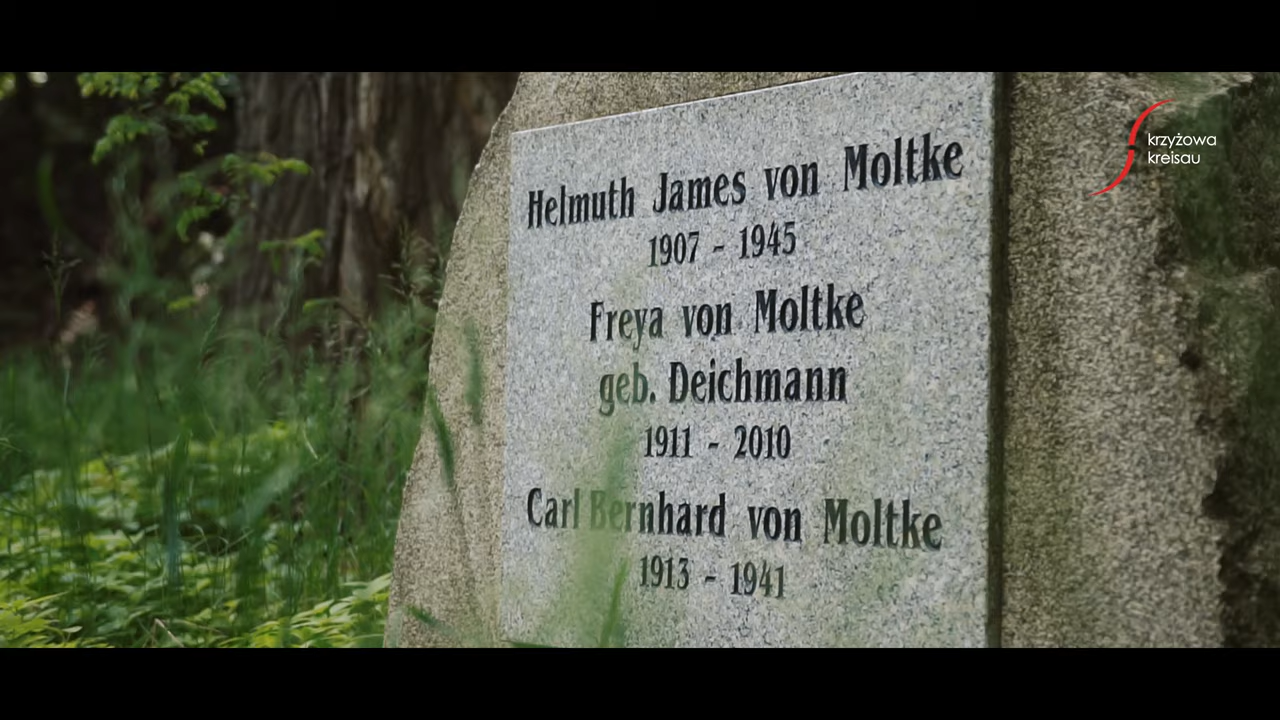 Helmuth James von Moltke
1907 - 1945
Freya von Moltke
geb. Deichmann
1911 - 2010
Carl Bernhard von Moltke
1913 - 1941
krzyżowa
kreisau